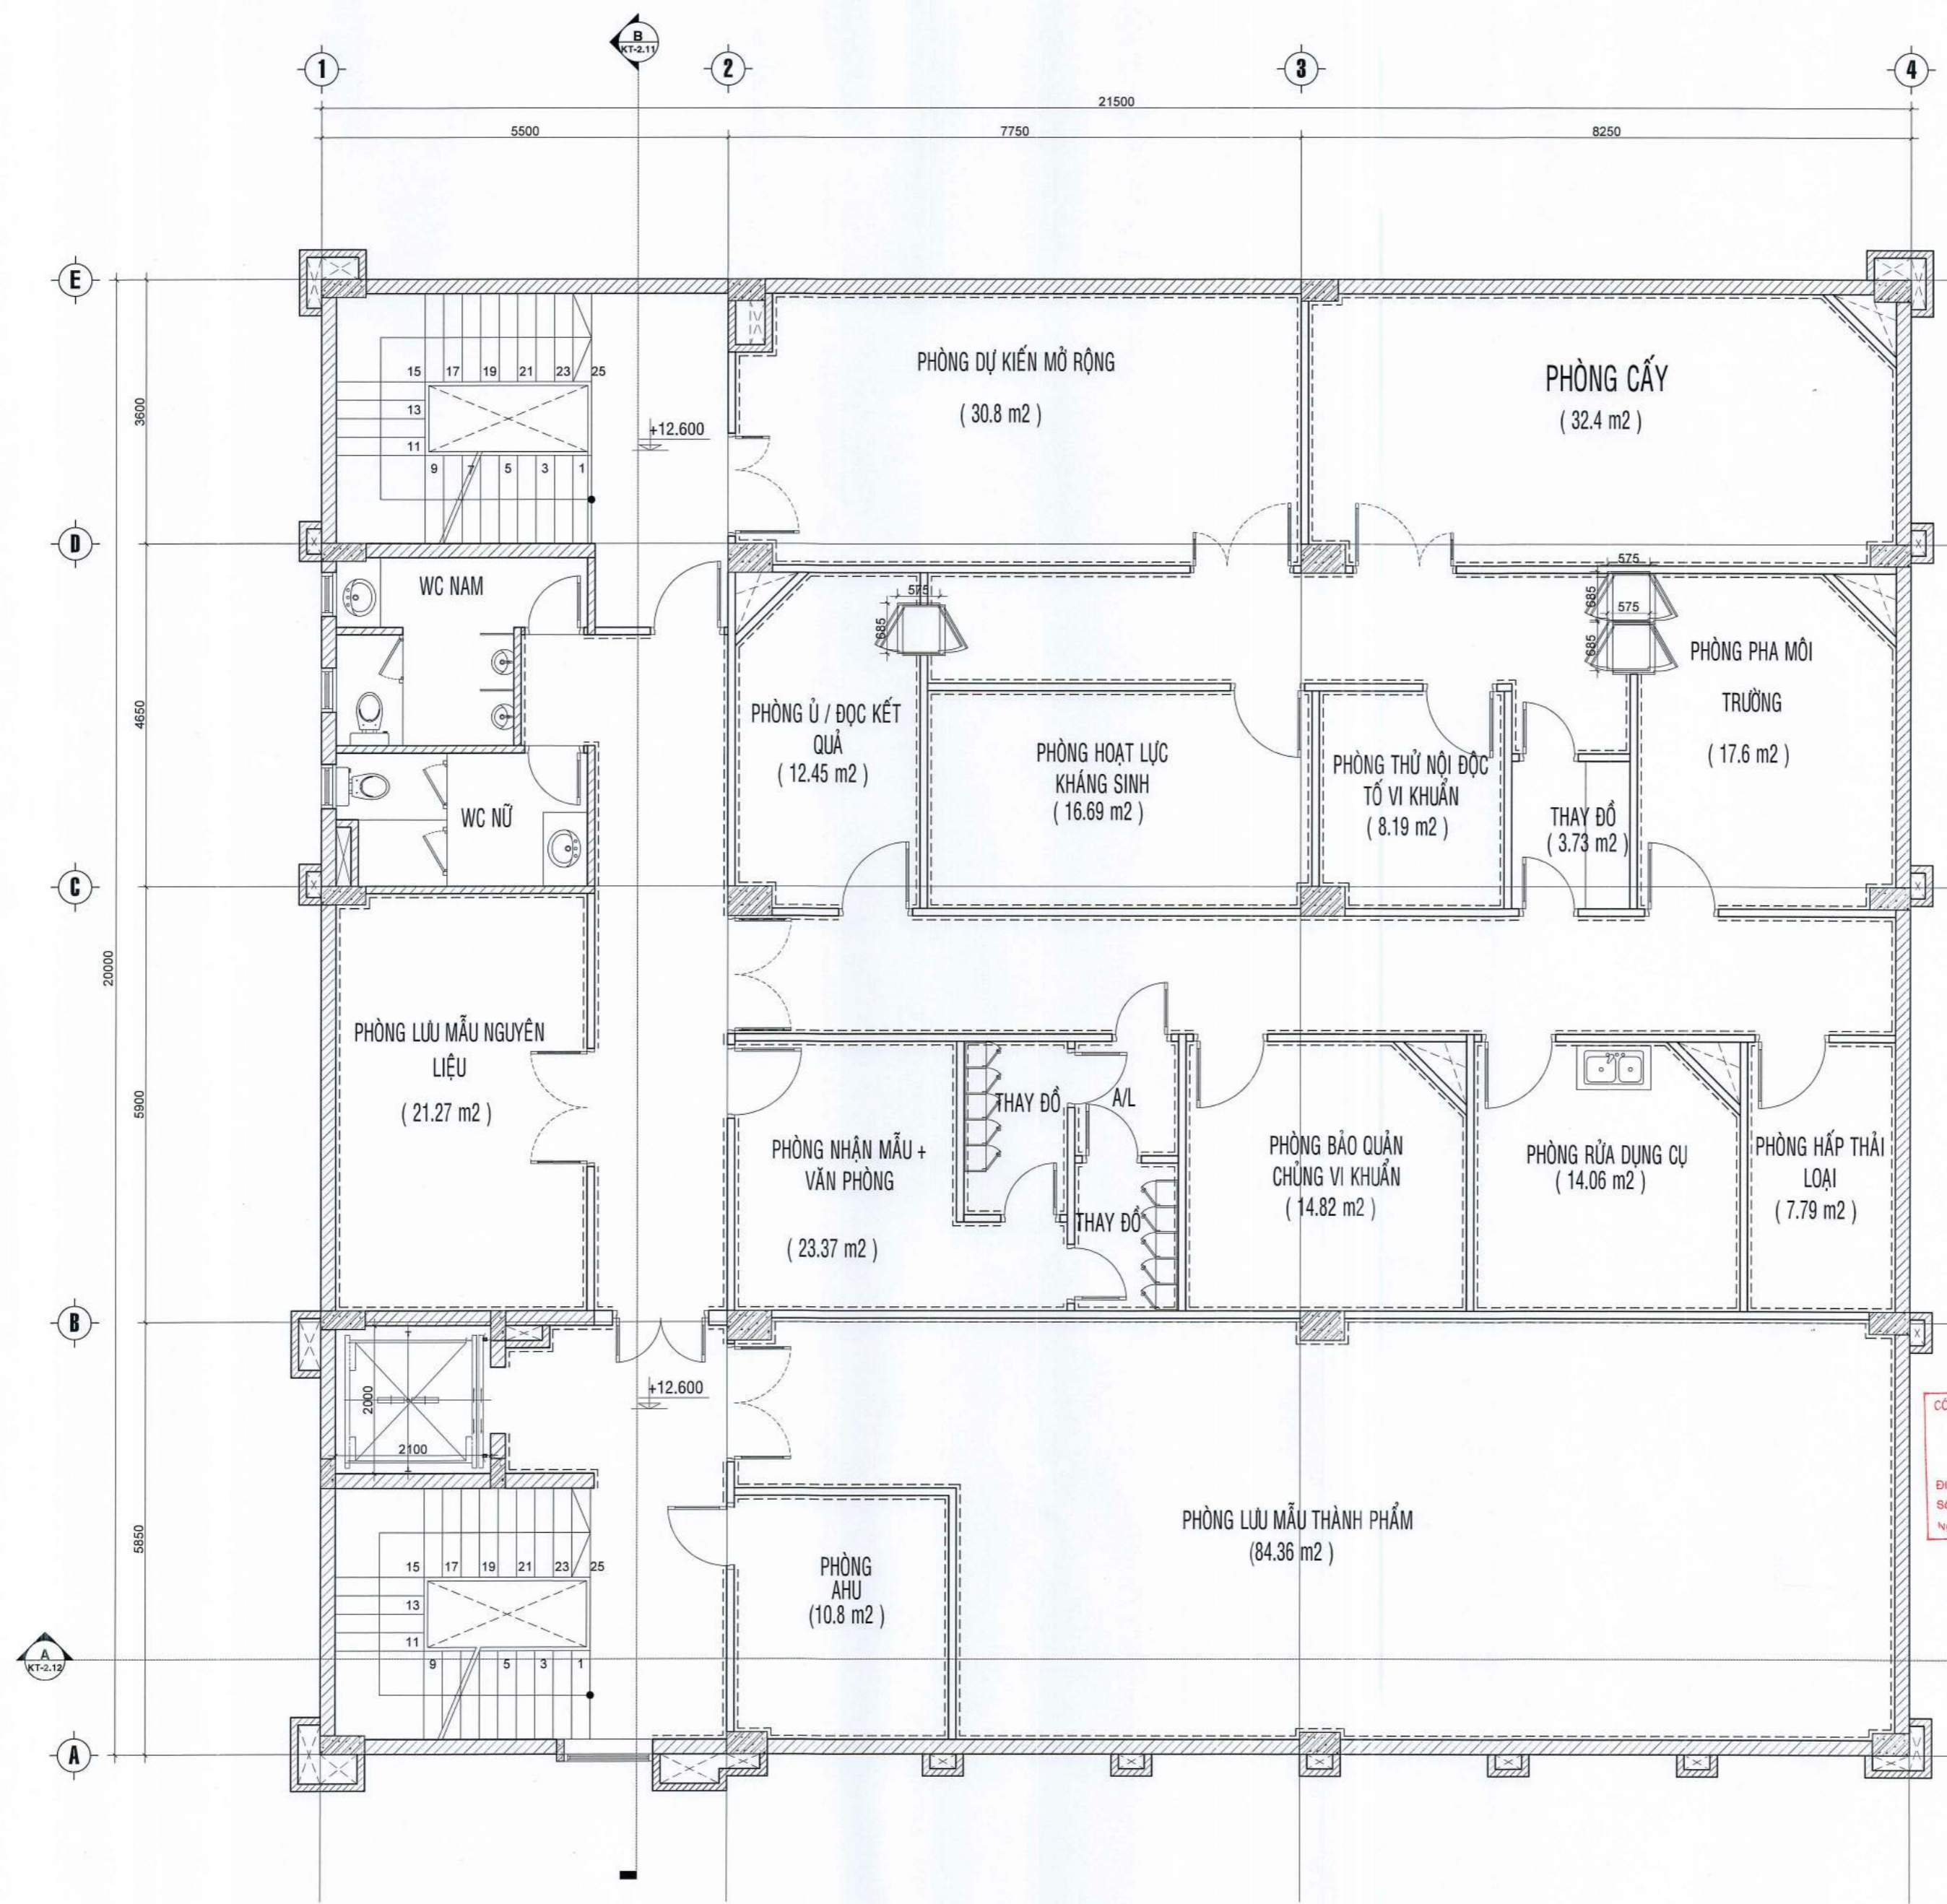 B
KT-2.11
1
2
3
4
21500
5500
7750
8250
E
D
C
B
A
3600
4650
5900
5850
20000
15 17 19 21 23 25
13
11
9 7 5 3 1
+12.600
PHÒNG DỰ KIẾN MỞ RỘNG
( 30.8 m2 )
PHÒNG CẤY
( 32.4 m2 )
WC NAM
WC NỮ
575
685
PHÒNG Ủ / ĐỌC KẾT
QUẢ
( 12.45 m2 )
PHÒNG HOẠT LỰC
KHÁNG SINH
( 16.69 m2 )
PHÒNG THỬ NỘI ĐỘC
TỐ VI KHUẨN
( 8.19 m2 )
THAY ĐỒ
( 3.73 m2 )
575
575
685
685
PHÒNG PHA MÔI
TRƯỜNG
( 17.6 m2 )
PHÒNG LƯU MẪU NGUYÊN
LIỆU
( 21.27 m2 )
PHÒNG NHẬN MẪU +
VĂN PHÒNG
( 23.37 m2 )
THAY ĐỒ
A/L
THAY ĐỒ
PHÒNG BẢO QUẢN
CHỦNG VI KHUẨN
( 14.82 m2 )
PHÒNG RỬA DỤNG CỤ
( 14.06 m2 )
PHÒNG HẤP THẢI
LOẠI
( 7.79 m2 )
2000
2100
+12.600
15 17 19 21 23 25
13
11
9 5 3 1
PHÒNG
AHU
(10.8 m2 )
PHÒNG LƯU MẪU THÀNH PHẨM
(84.36 m2 )
A
KT-2.12